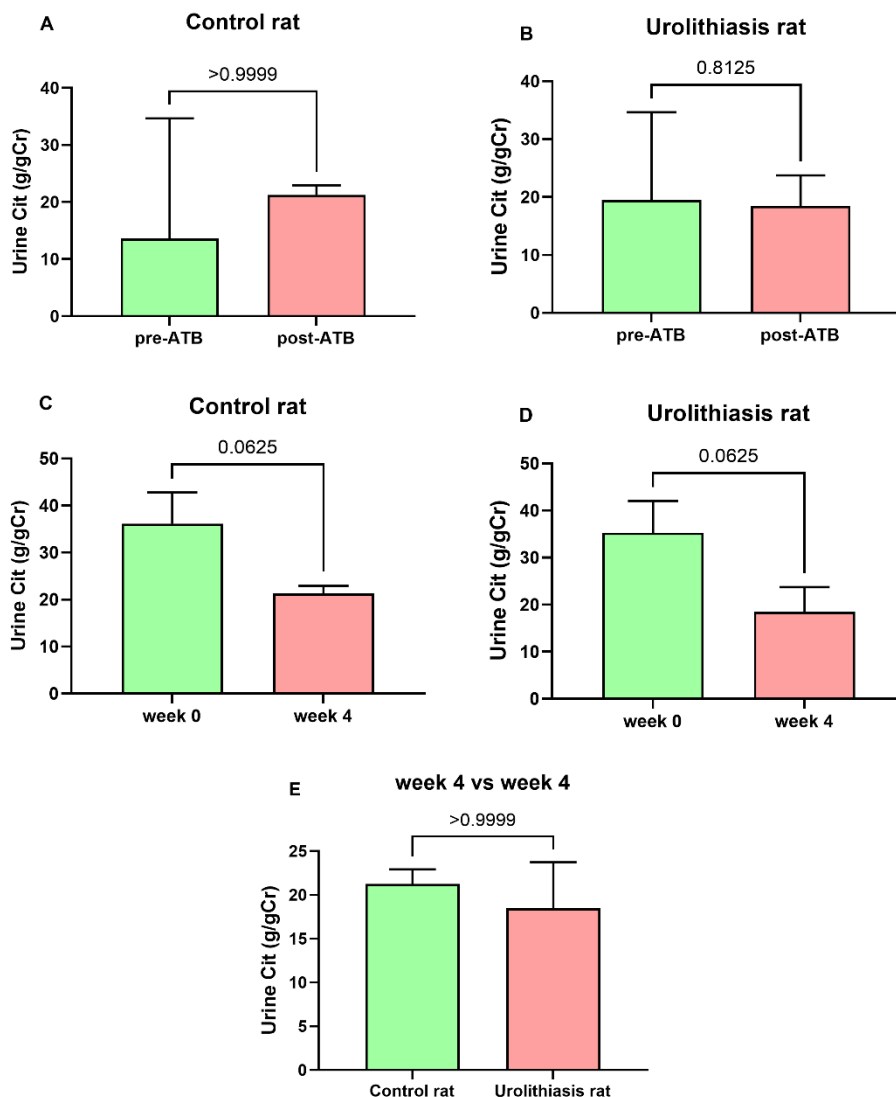 A
Control rat
>0.9999
Urine Cit (g/gCr)
40
30
20
10
0
pre-ATB
post-ATB
B
Urolithiasis rat
0.8125
Urine Cit (g/gCr)
40
30
20
10
0
pre-ATB
post-ATB
C
Control rat
0.0625
Urine Cit (g/gCr)
50
40
30
20
10
0
week 0
week 4
D
Urolithiasis rat
0.0625
Urine Cit (g/gCr)
50
40
30
20
10
0
week 0
week 4
E
week 4 vs week 4
>0.9999
Urine Cit (g/gCr)
25
20
15
10
5
0
Control rat
Urolithiasis rat